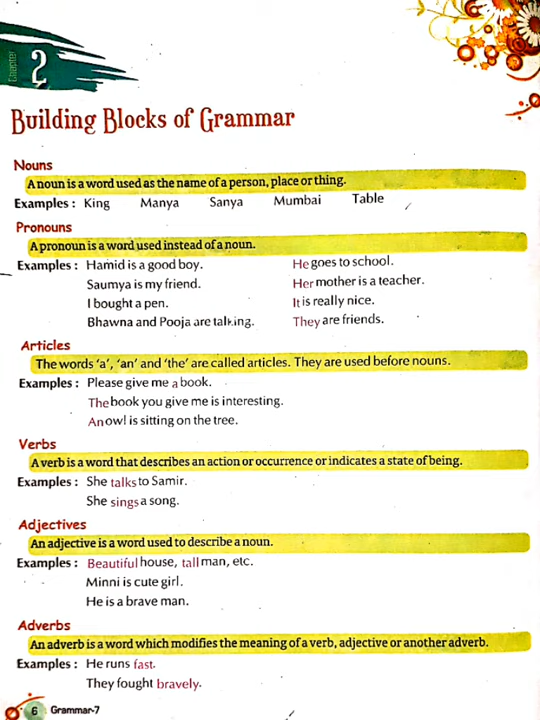 Chapter
2
Building Blocks of Grammar
Nouns
A noun is a word used as the name of a person, place or thing.
Examples : King Manya Sanya Mumbai Table
Pronouns
A pronoun is a word used instead of a noun.
Examples : Hamid is a good boy. He goes to school.
Saumya is my friend. Her mother is a teacher.
I bought a pen. It is really nice.
Bhawna and Pooja are talking. They are friends.
Articles
The words ‘a’, ‘an’ and ‘the’ are called articles. They are used before nouns.
Examples : Please give me a book.
The book you give me is interesting.
An owl is sitting on the tree.
Verbs
A verb is a word that describes an action or occurrence or indicates a state of being.
Examples : She talks to Samir.
She sings a song.
Adjectives
An adjective is a word used to describe a noun.
Examples : Beautiful house, tall man, etc.
Minni is cute girl.
He is a brave man.
Adverbs
An adverb is a word which modifies the meaning of a verb, adjective or another adverb.
Examples : He runs fast.
They fought bravely.
6 Grammar-7